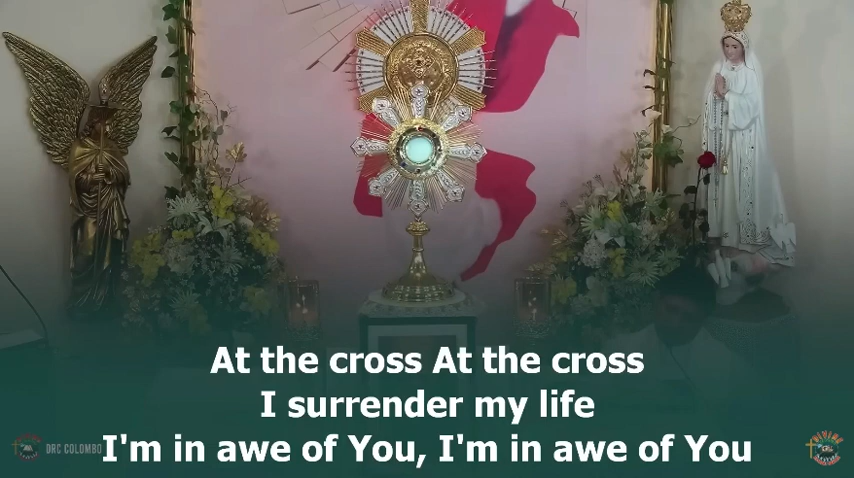 At the cross At the cross
I surrender my life
I'm in awe of You, I'm in awe of You
DRC COLOMBO
DIVINE